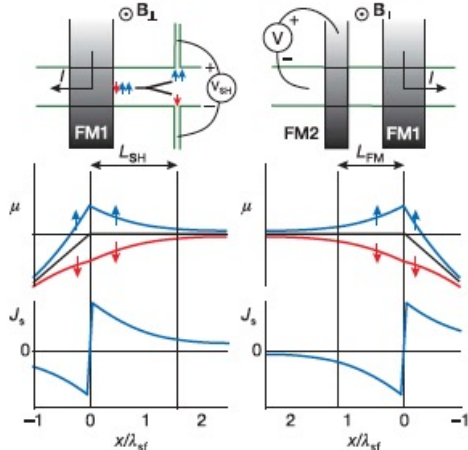 ⊙ B⊥
I
FM1
+
V_SH
−
L_SH
μ
J_s
0
−1 0 1 2
x/λ_sf
⊙ B⊥
V
+
−
I
FM2 FM1
L_FM
μ
J_s
0
2 1 0 −1
x/λ_sf